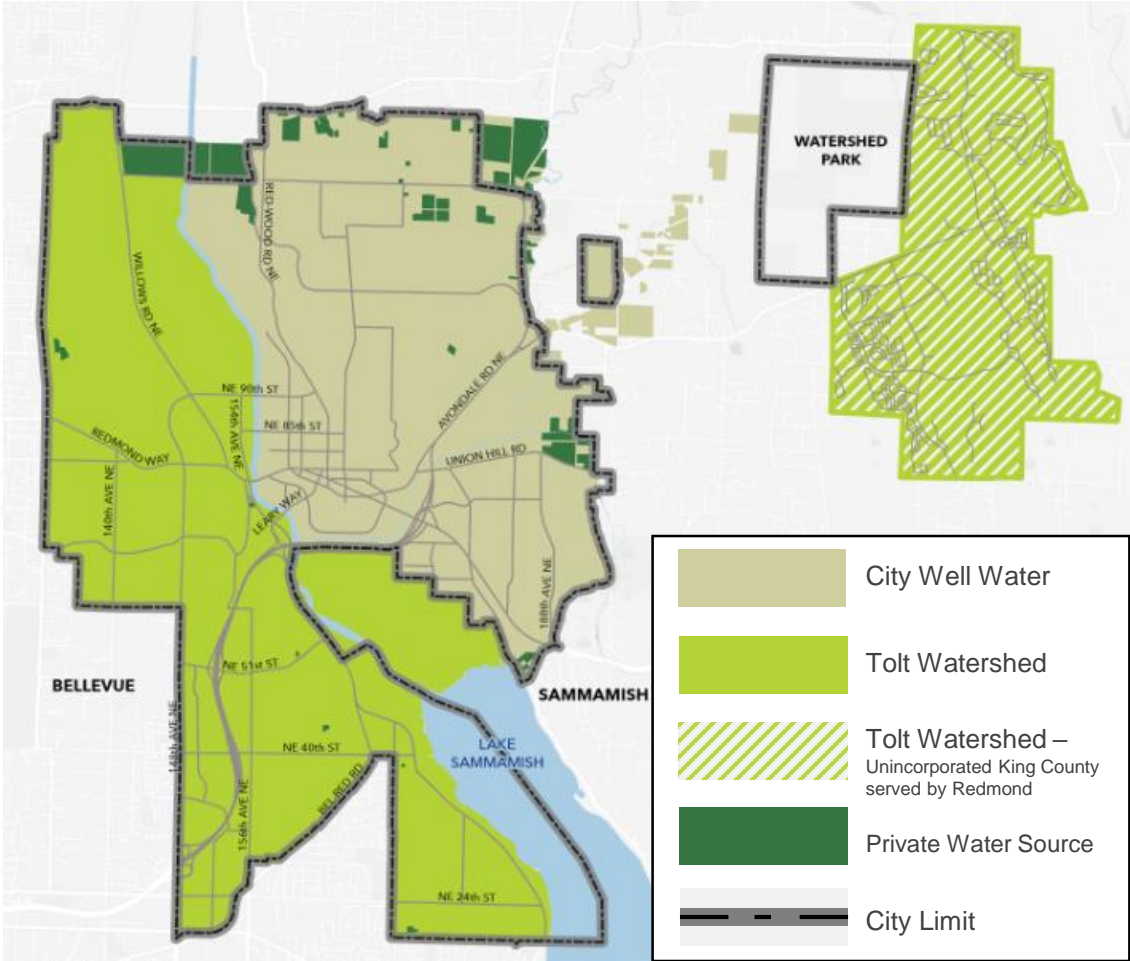 WATERSHED
PARK
RED-WOOD RD NE
WILLOWS RD NE
AVONDALE RD NE
NE 90th ST
154th AVE NE
NE 85th ST
REDMOND WAY
UNION HILL RD
140th AVE NE
LEARY WAY
188th AVE NE
NE 51st ST
BELLEVUE
SAMMAMISH
148th AVE NE
NE 40th ST
LAKE
SAMMAMISH
BEL-RED RD
156th AVE NE
NE 24th ST
City Well Water
Tolt Watershed
Tolt Watershed –
Unincorporated King County
served by Redmond
Private Water Source
City Limit